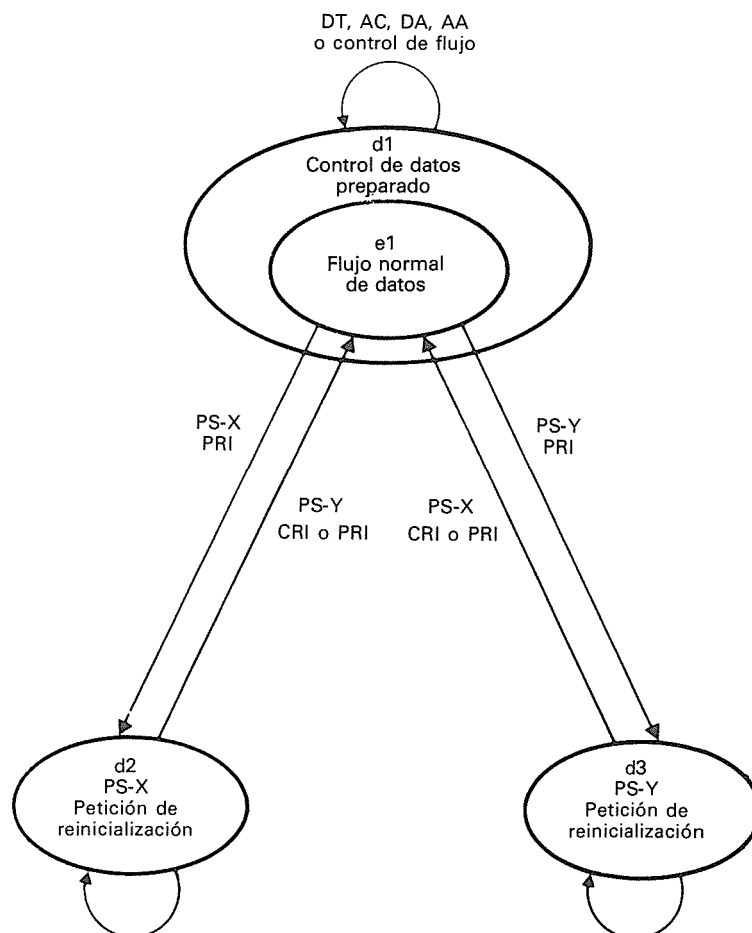 DT, AC, DA, AA
o control de flujo
d1
Control de datos
preparado
e1
Flujo normal
de datos
PS-X
PRI
PS-Y
PRI
PS-Y
CRI o PRI
PS-X
CRI o PRI
d2
PS-X
Petición de
reinicialización
d3
PS-Y
Petición de
reinicialización